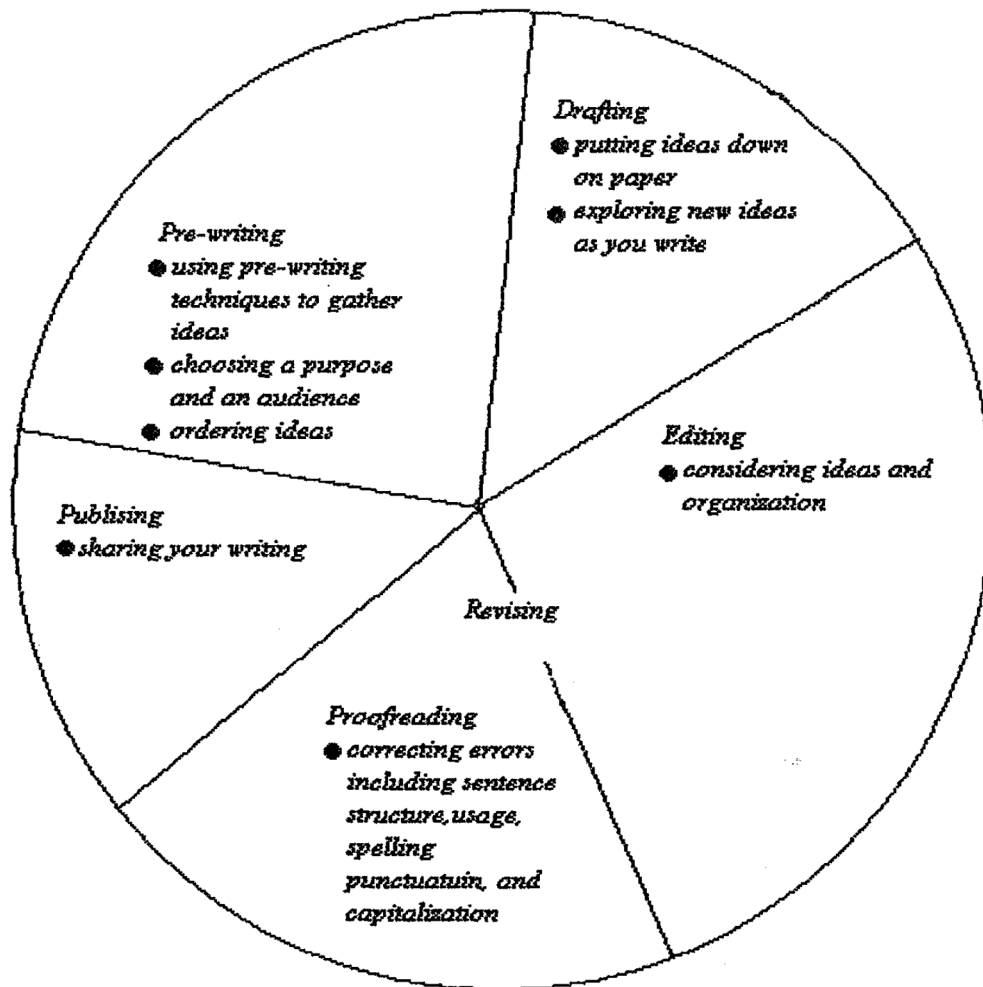 Pre-writing
● using pre-writing
techniques to gather
ideas
● choosing a purpose
and an audience
● ordering ideas
Drafting
● putting ideas down
on paper
● exploring new ideas
as you write
Editing
● considering ideas and
organization
Revising
Proofreading
● correcting errors
including sentence
structure,usage,
spelling
punctuatuin, and
capitalization
Publising
● sharing your writing